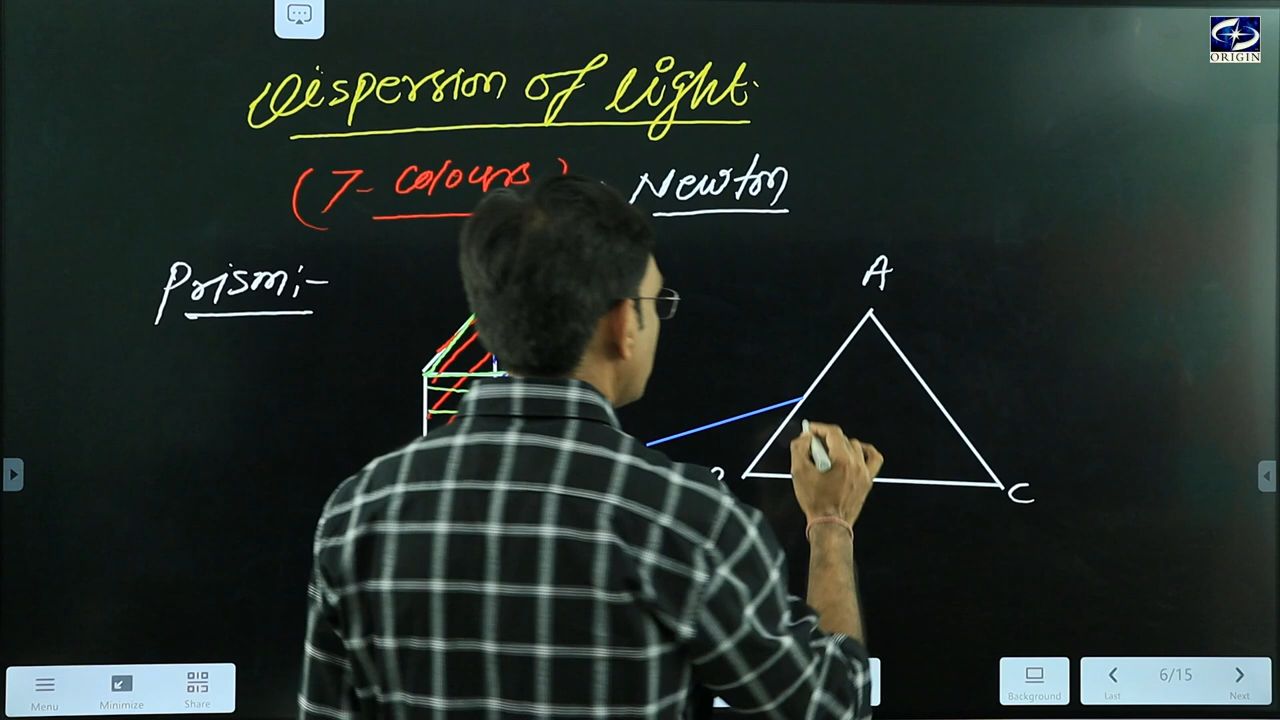 Dispersion of light.
(7- colours) Newton
Prism:-
A
C
ORIGIN
Menu
Minimize
Share
Background
6/15
Last
Next